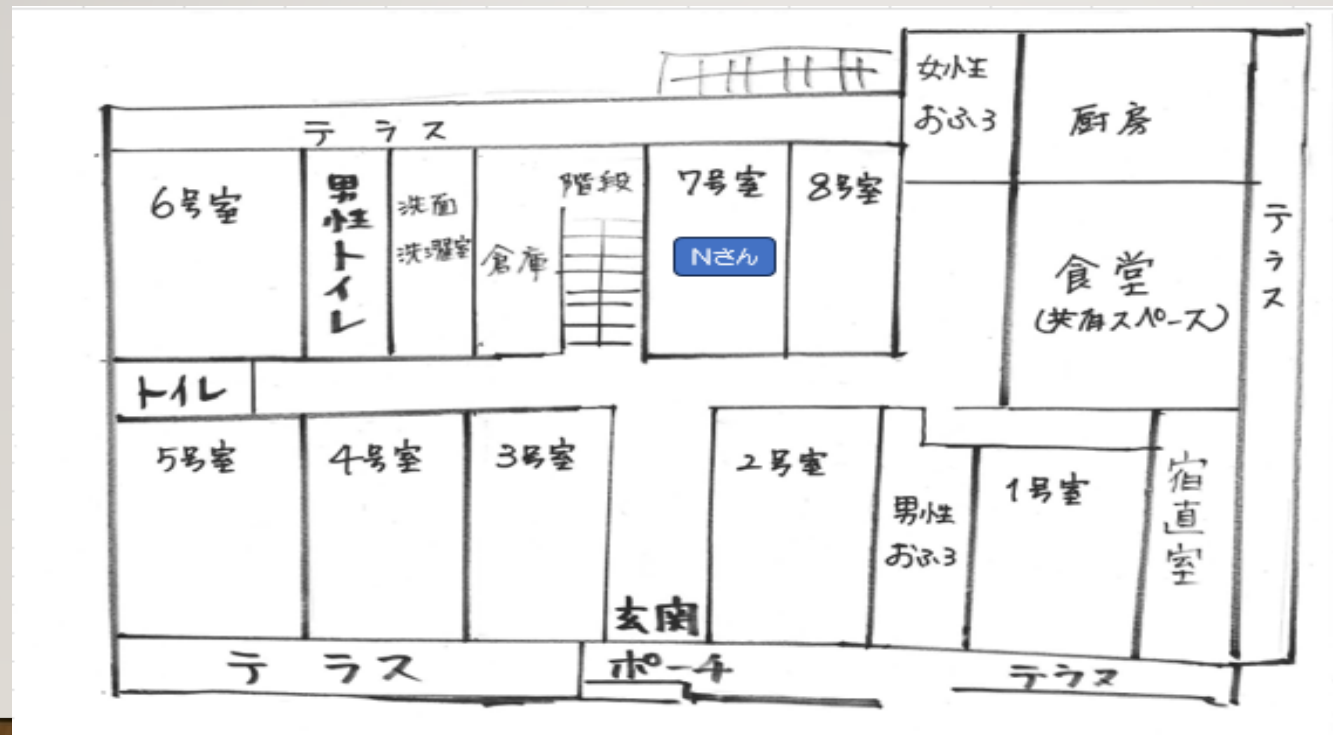 女性
おふろ
厨房
テラス
6号室
男性トイレ
洗面
洗濯室
倉庫
階段
7号室
Nさん
8号室
食堂
(共有スペース)
テラス
トイレ
5号室
4号室
3号室
2号室
男性
おふろ
1号室
宿直室
玄関
テラス
ポーチ
テラス